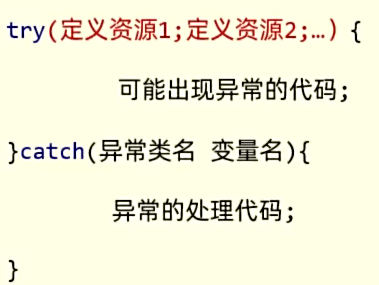 try(定义资源1;定义资源2;…) {
可能出现异常的代码;
}catch(异常类名 变量名){
异常的处理代码;
}